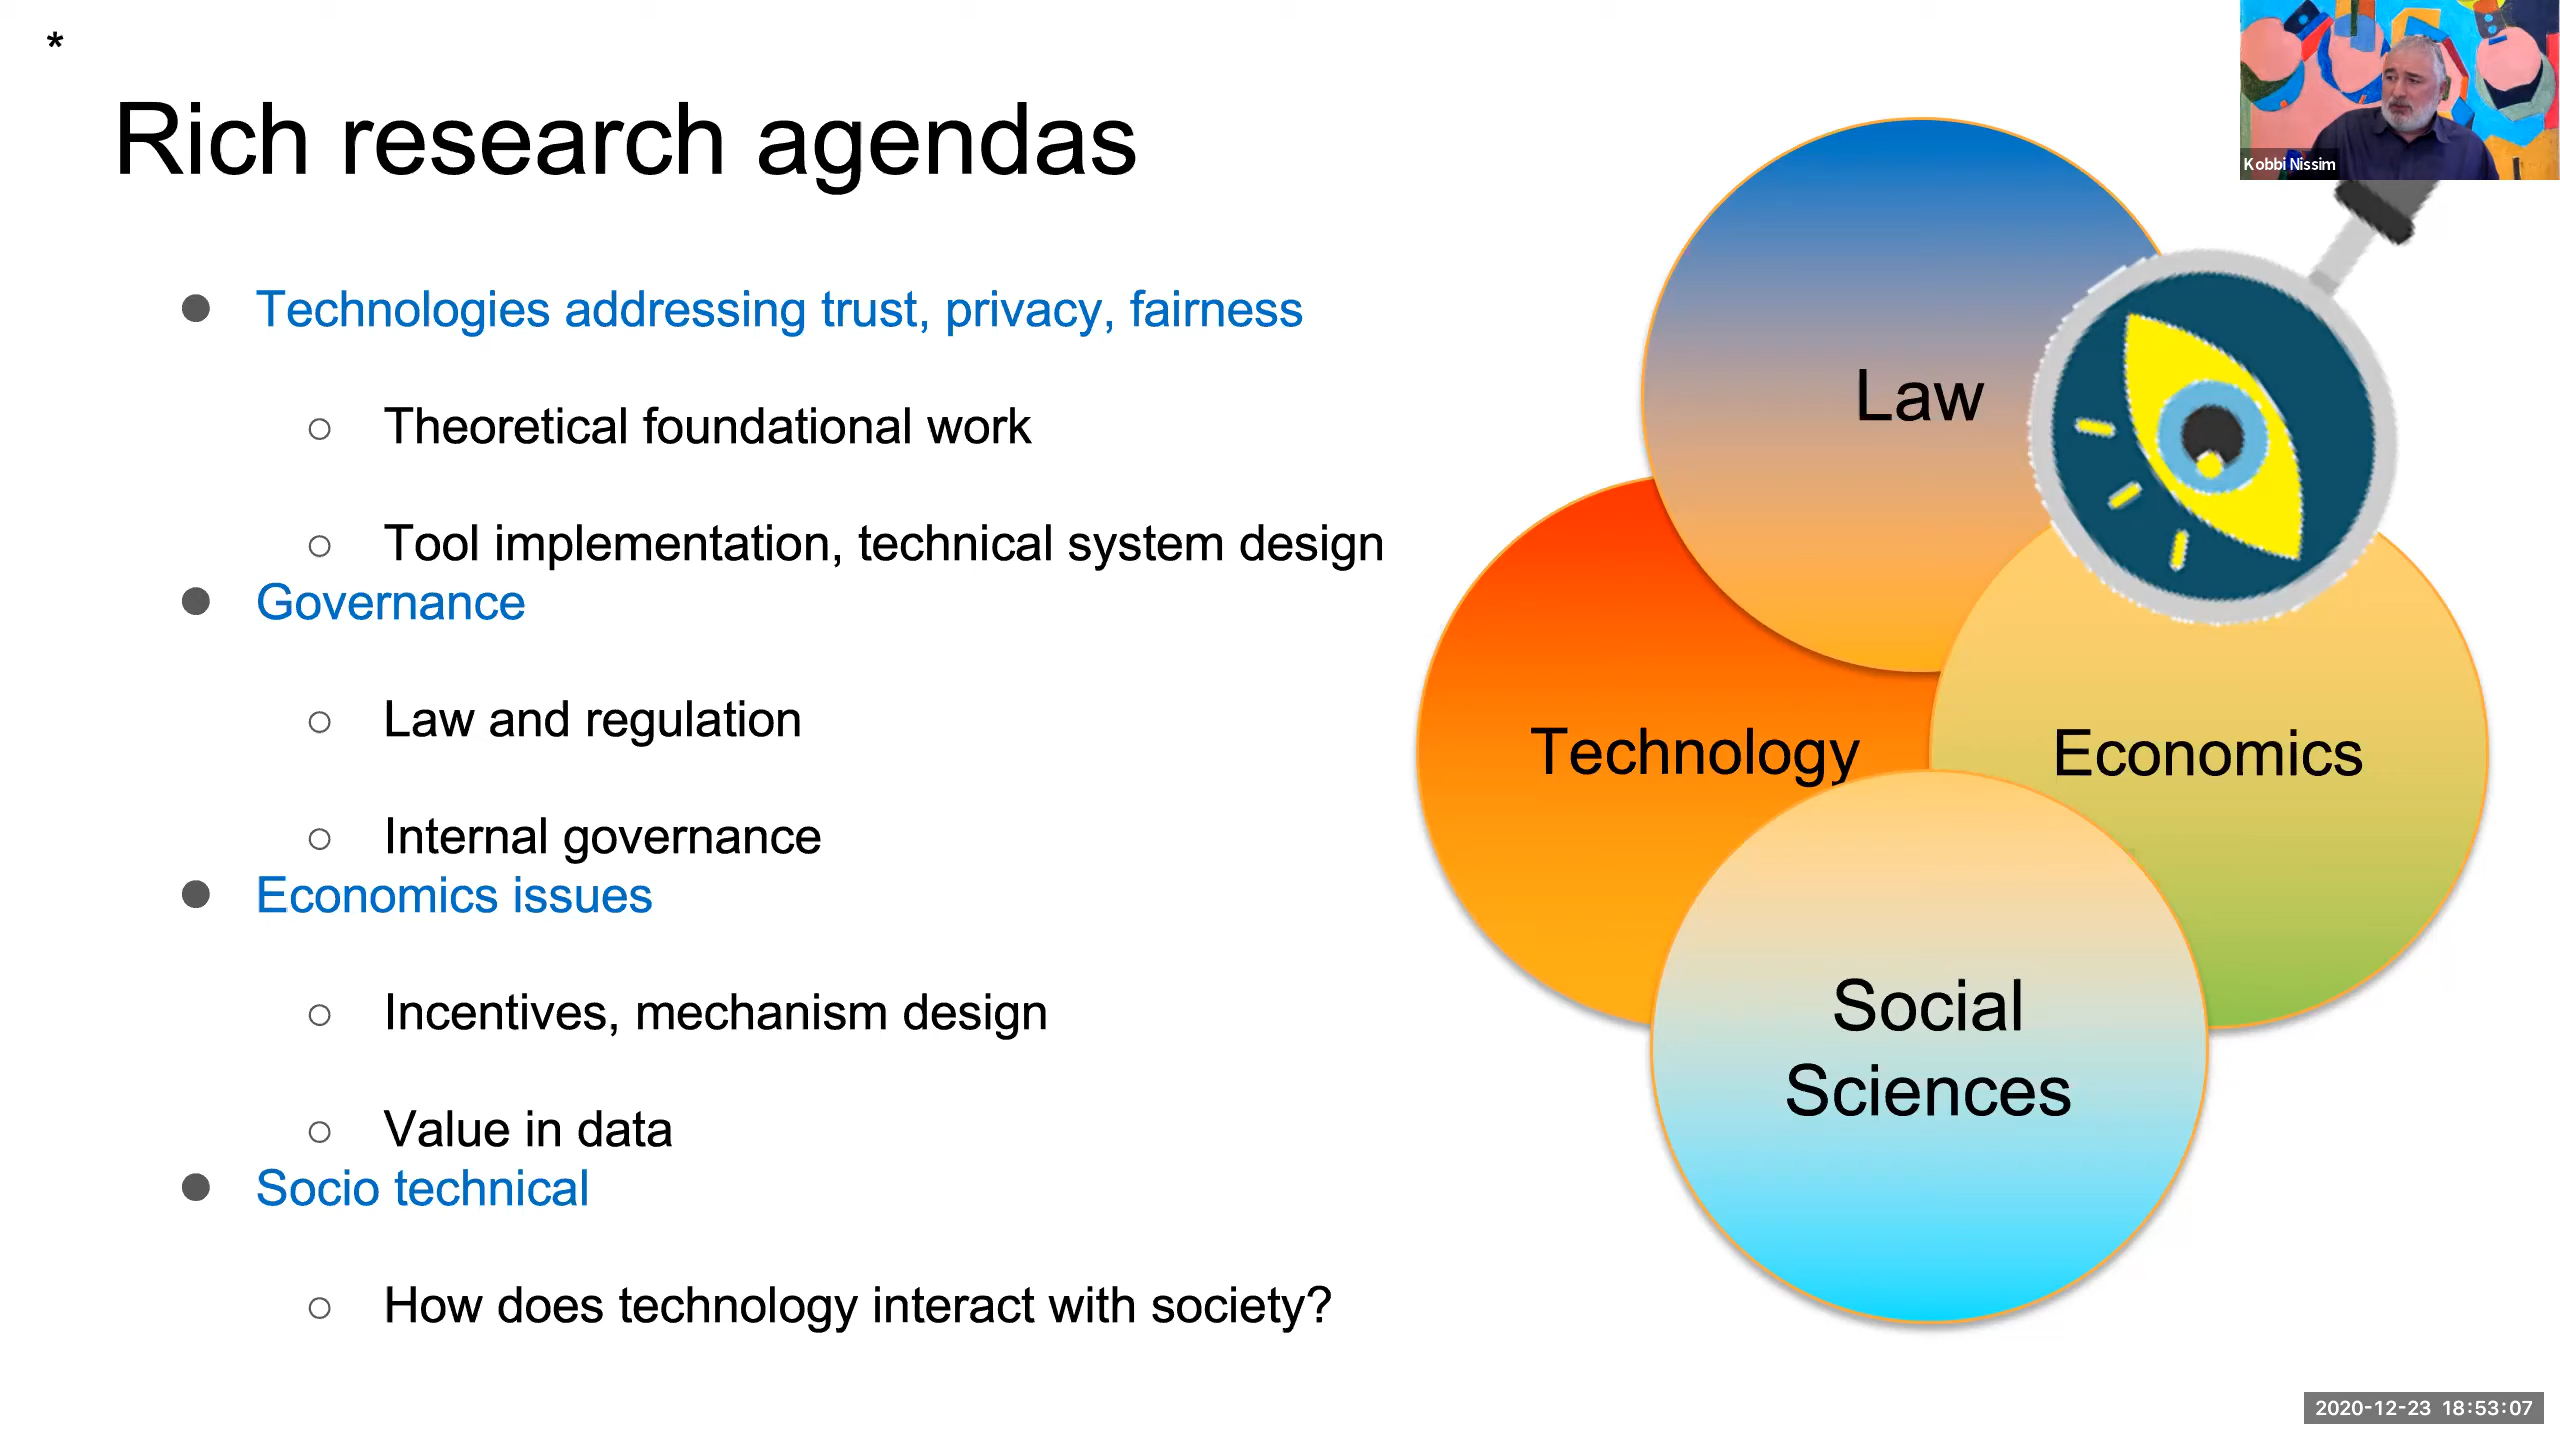 *
Rich research agendas
Technologies addressing trust, privacy, fairness
Theoretical foundational work
Tool implementation, technical system design
Governance
Law and regulation
Internal governance
Economics issues
Incentives, mechanism design
Value in data
Socio technical
How does technology interact with society?
Law
Technology
Economics
Social
Sciences
Kobbi Nissim
2020-12-23 18:53:07